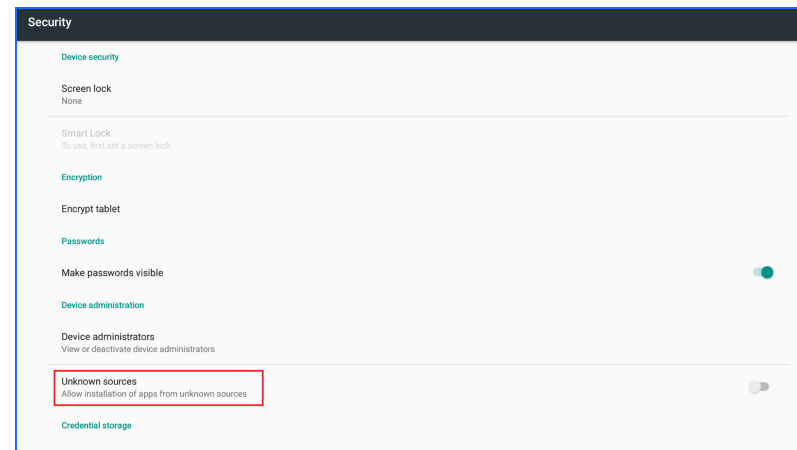 Security
Device security
Screen lock
None
Smart Lock
To use, first set a screen lock
Encryption
Encrypt tablet
Passwords
Make passwords visible
Device administration
Device administrators
View or deactivate device administrators
Unknown sources
Allow installation of apps from unknown sources
Credential storage